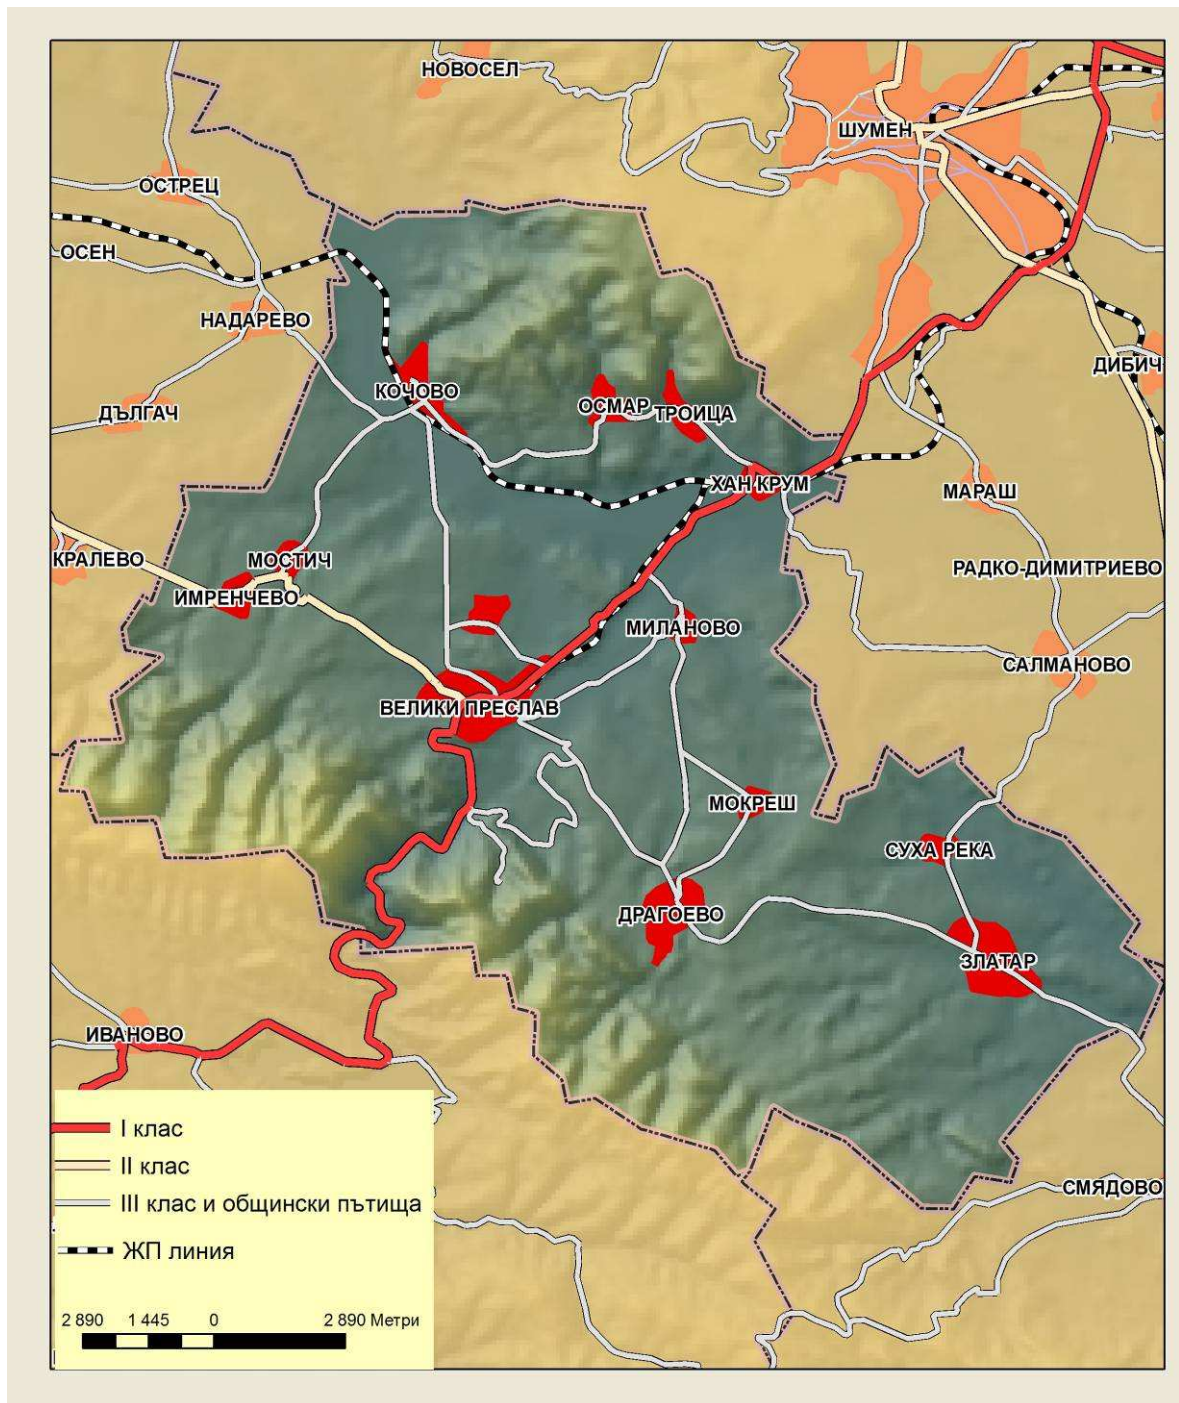 НОВОСЕЛ
ШУМЕН
ОСТРЕЦ
ОСЕН
НАДАРЕВО
ДИБИЧ
КОЧОВО
ОСМАР
ТРОИЦА
ДЪЛГАЧ
ХАН КРУМ
МАРАШ
КРАЛЕВО
МОСТИЧ
РАДКО-ДИМИТРИЕВО
ИМРЕНЧЕВО
МИЛАНОВО
САЛМАНОВО
ВЕЛИКИ ПРЕСЛАВ
МОКРЕШ
СУХА РЕКА
ДРАГОЕВО
ЗЛАТАР
ИВАНОВО
I клас
II клас
СМЯДОВО
III клас и общински пътища
ЖП линия
2 890 1 445 0 2 890 Метри